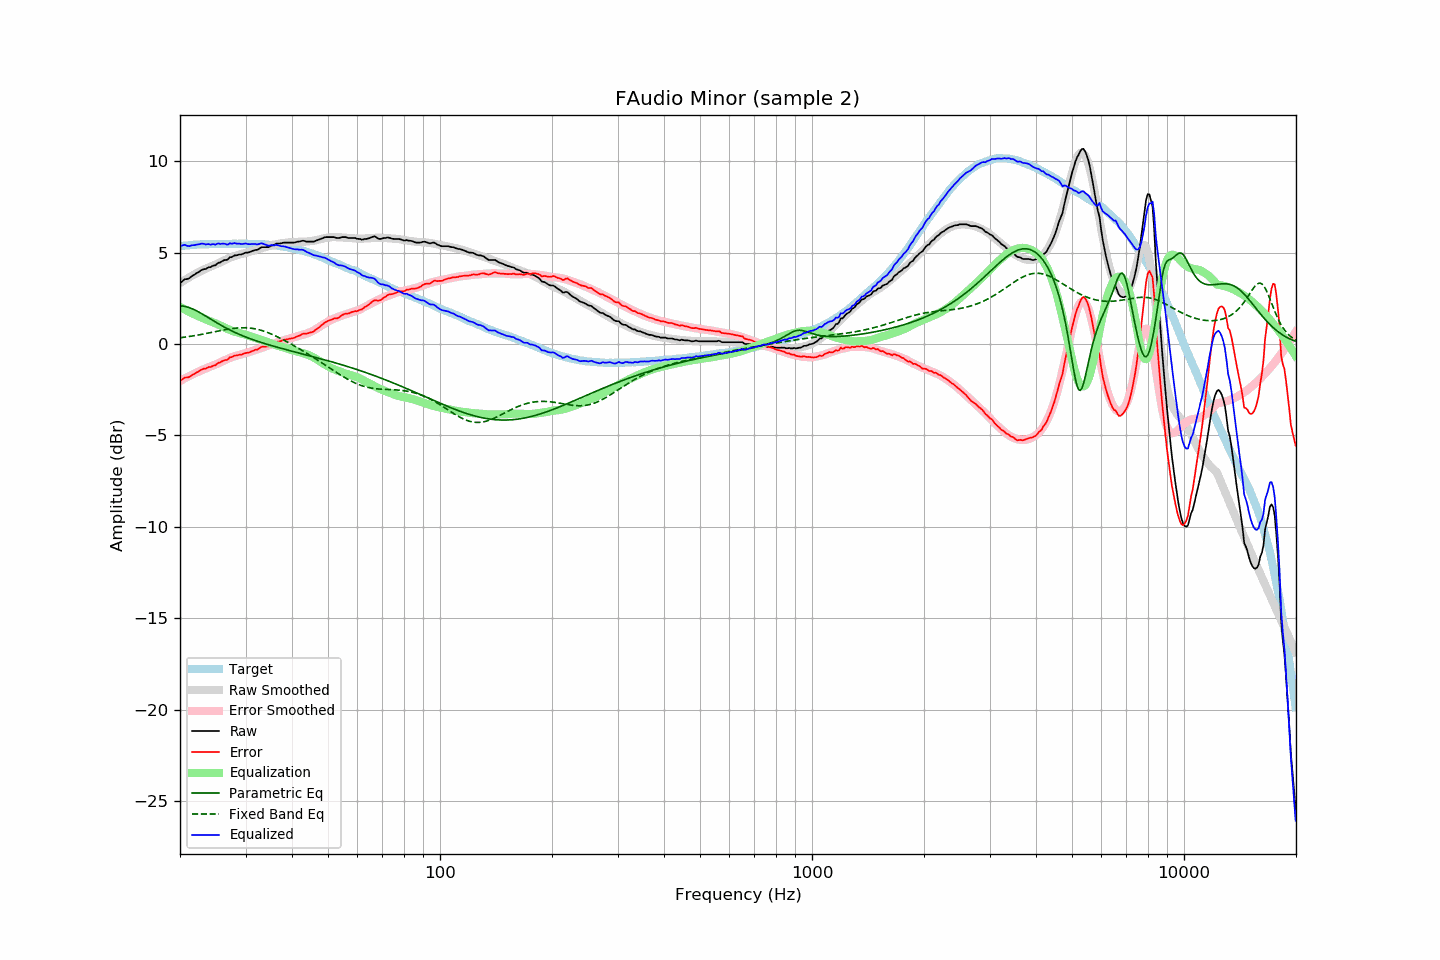 FAudio Minor (sample 2)
10
5
0
−5
−10
−15
−20
−25
Amplitude (dBr)
Target
Raw Smoothed
Error Smoothed
Raw
Error
Equalization
Parametric Eq
Fixed Band Eq
Equalized
100
1000
10000
Frequency (Hz)